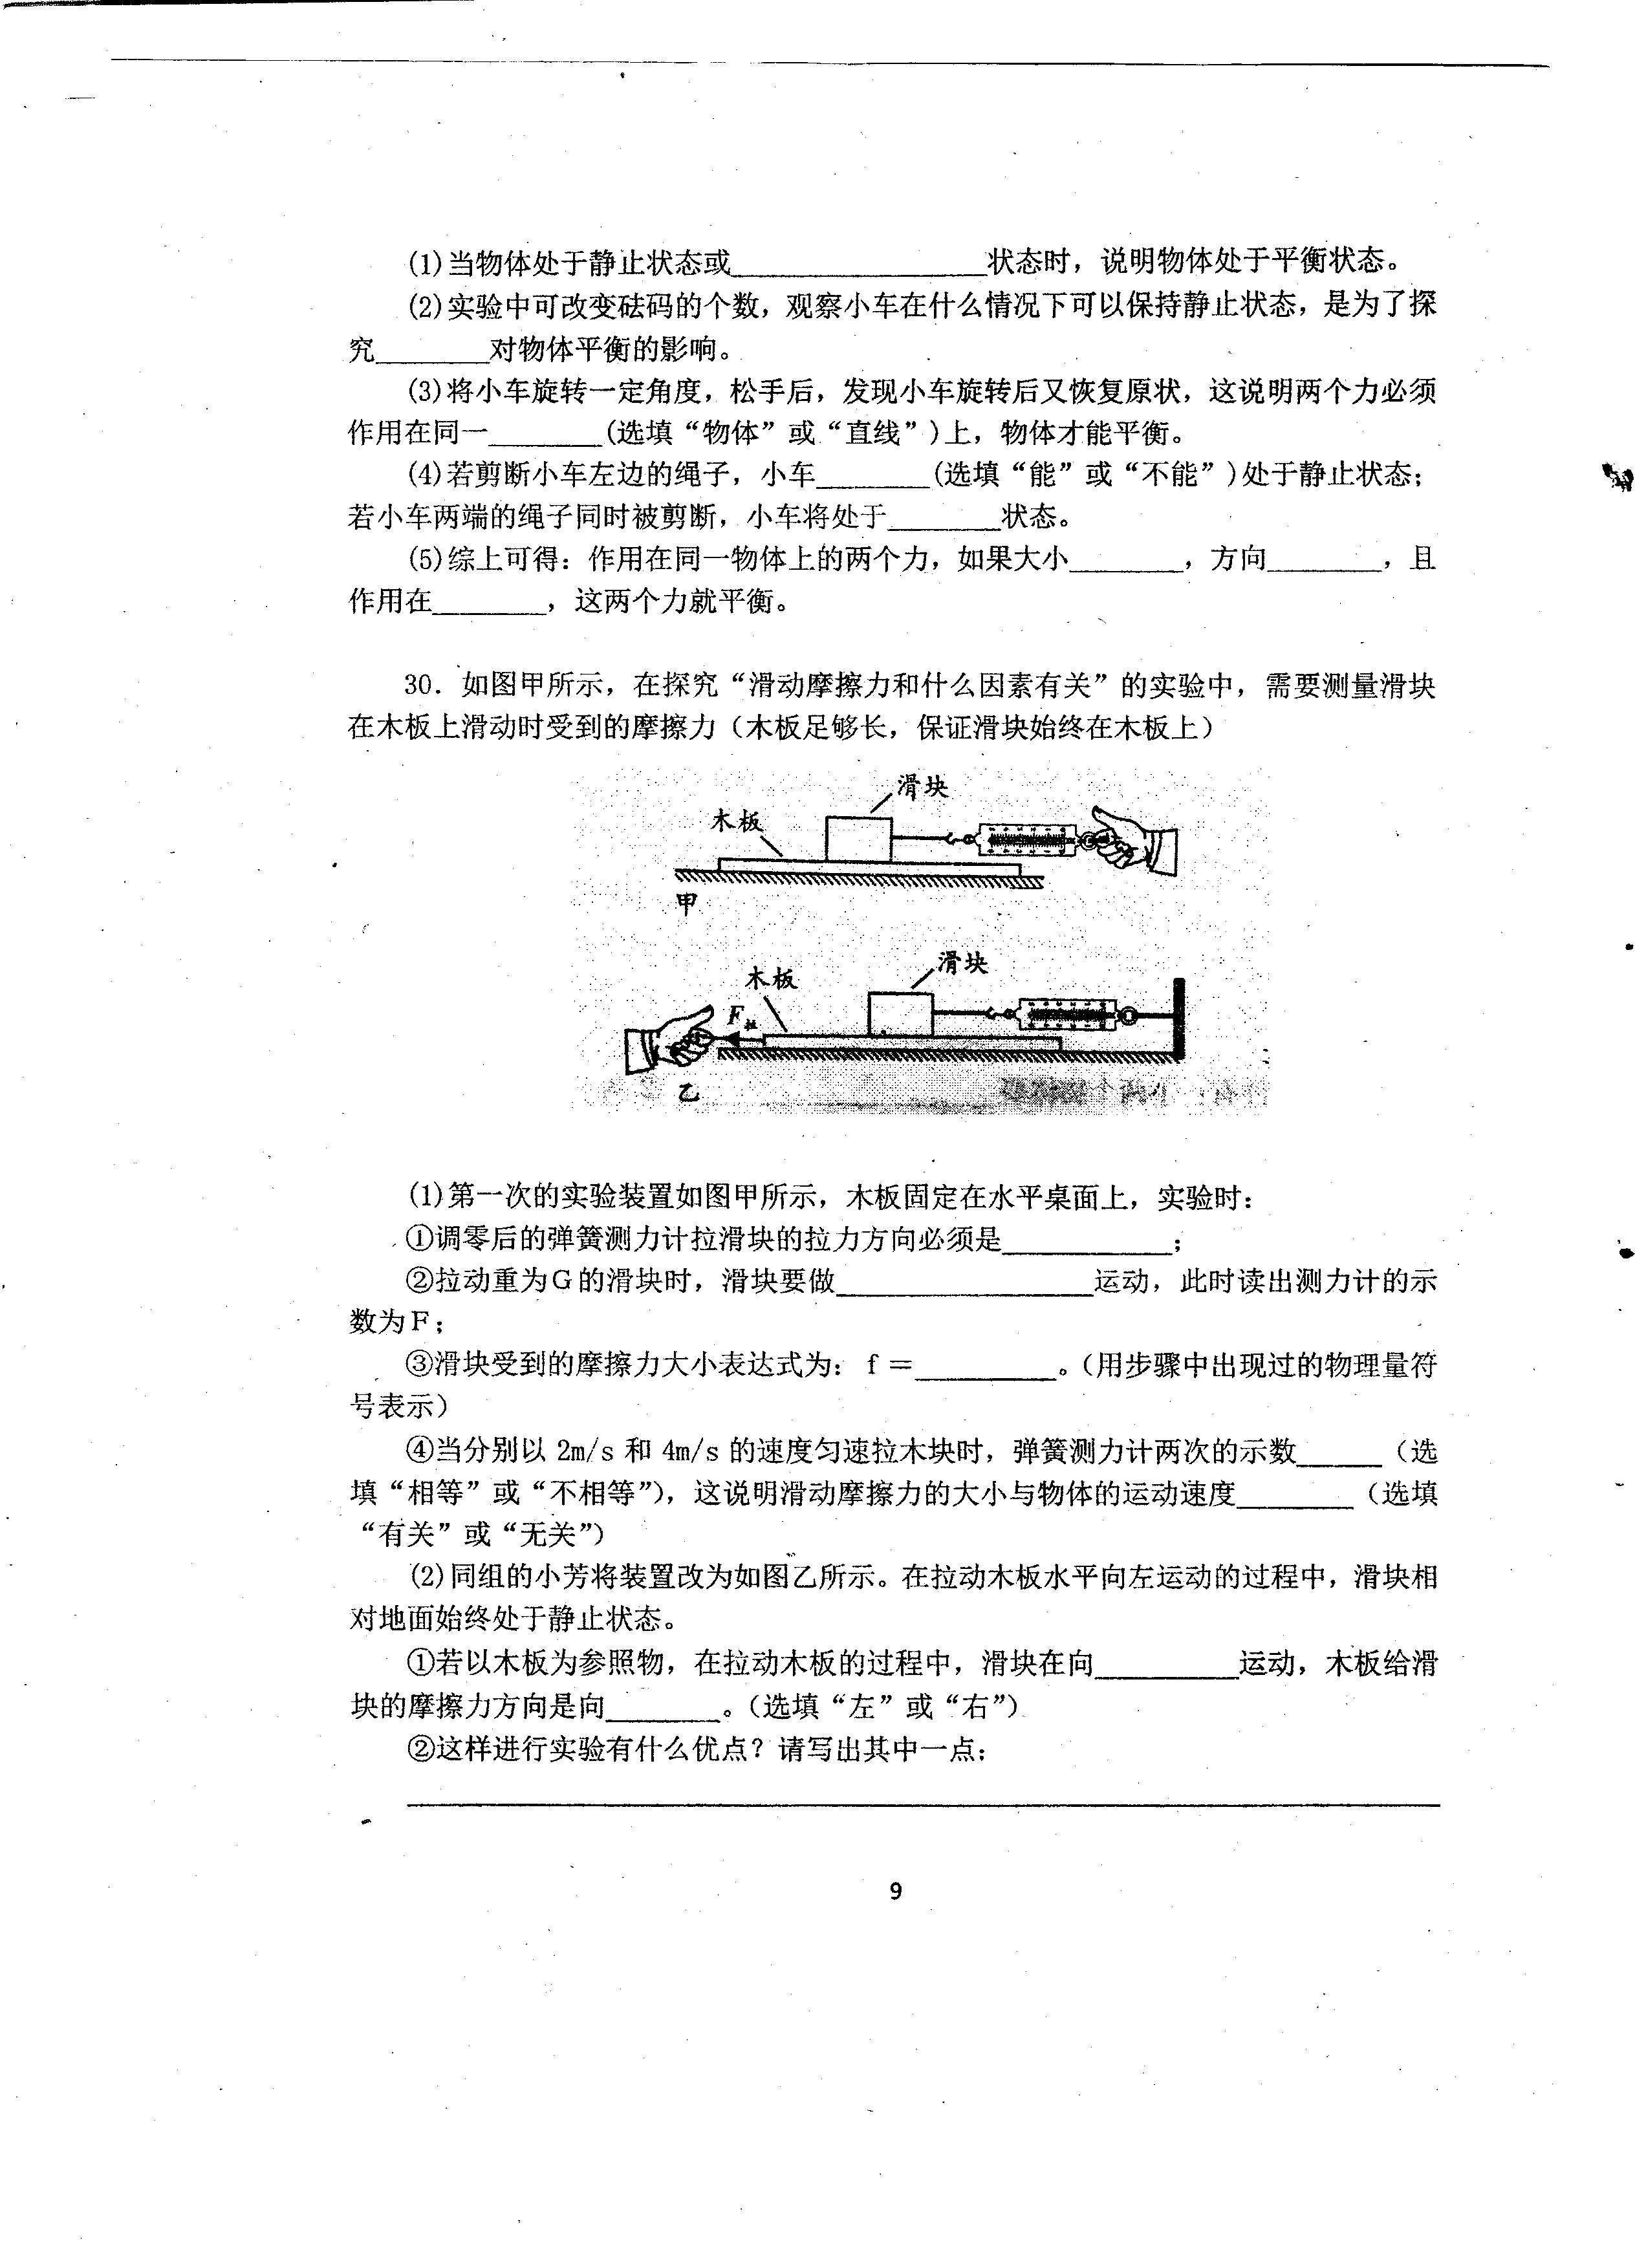 (1)当物体处于静止状态或__________________状态时，说明物体处于平衡状态。
(2)实验中可改变砝码的个数，观察小车在什么情况下可以保持静止状态，是为了探
究________对物体平衡的影响。
(3)将小车旋转一定角度，松手后，发现小车旋转后又恢复原状，这说明两个力必须
作用在同一________(选填“物体”或“直线”)上，物体才能平衡。
(4)若剪断小车左边的绳子，小车________(选填“能”或“不能”)处于静止状态；
若小车两端的绳子同时被剪断，小车将处于________状态。
(5)综上可得：作用在同一物体上的两个力，如果大小________，方向________，且
作用在________，这两个力就平衡。
30．如图甲所示，在探究“滑动摩擦力和什么因素有关”的实验中，需要测量滑块
在木板上滑动时受到的摩擦力（木板足够长，保证滑块始终在木板上）
滑块
木板
甲
滑块
木板
F拉
乙
(1)第一次的实验装置如图甲所示，木板固定在水平桌面上，实验时：
①调零后的弹簧测力计拉滑块的拉力方向必须是____________；
②拉动重为G的滑块时，滑块要做__________________运动，此时读出测力计的示
数为F；
③滑块受到的摩擦力大小表达式为：f＝__________。（用步骤中出现过的物理量符
号表示）
④当分别以 2m/s 和 4m/s 的速度匀速拉木块时，弹簧测力计两次的示数______（选
填“相等”或“不相等”），这说明滑动摩擦力的大小与物体的运动速度________（选填
“有关”或“无关”）
(2)同组的小芳将装置改为如图乙所示。在拉动木板水平向左运动的过程中，滑块相
对地面始终处于静止状态。
①若以木板为参照物，在拉动木板的过程中，滑块在向__________运动，木板给滑
块的摩擦力方向是向________。（选填“左”或“右”）
②这样进行实验有什么优点？请写出其中一点：
9